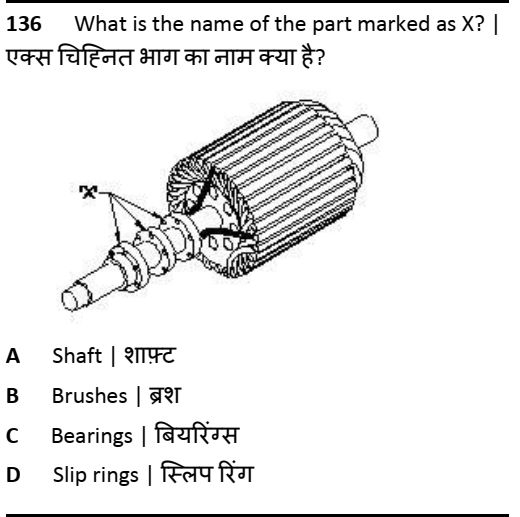 136 What is the name of the part marked as X? |
एक्स चिह्नित भाग का नाम क्या है?
'X'
A Shaft | शाफ़्ट
B Brushes | ब्रश
C Bearings | बियरिंग्स
D Slip rings | स्लिप रिंग